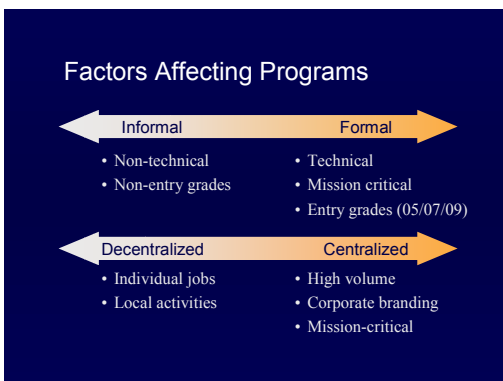 Factors Affecting Programs
Informal Formal
• Non-technical
• Non-entry grades
• Technical
• Mission critical
• Entry grades (05/07/09)
Decentralized Centralized
• Individual jobs
• Local activities
• High volume
• Corporate branding
• Mission-critical